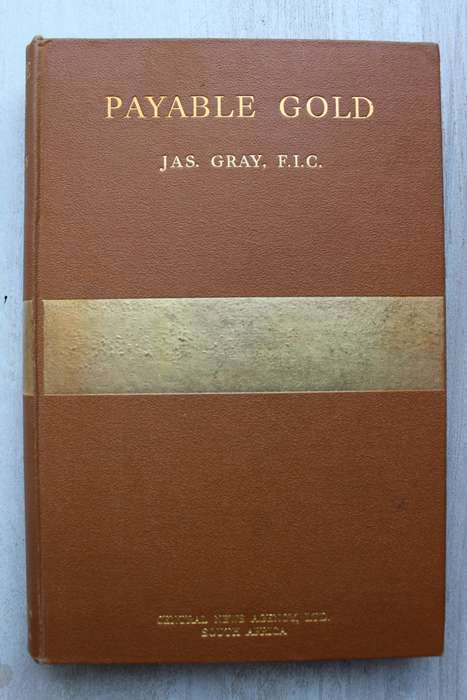 PAYABLE GOLD
JAS. GRAY, F.I.C.
CENTRAL NEWS AGENCY, LTD.
SOUTH AFRICA